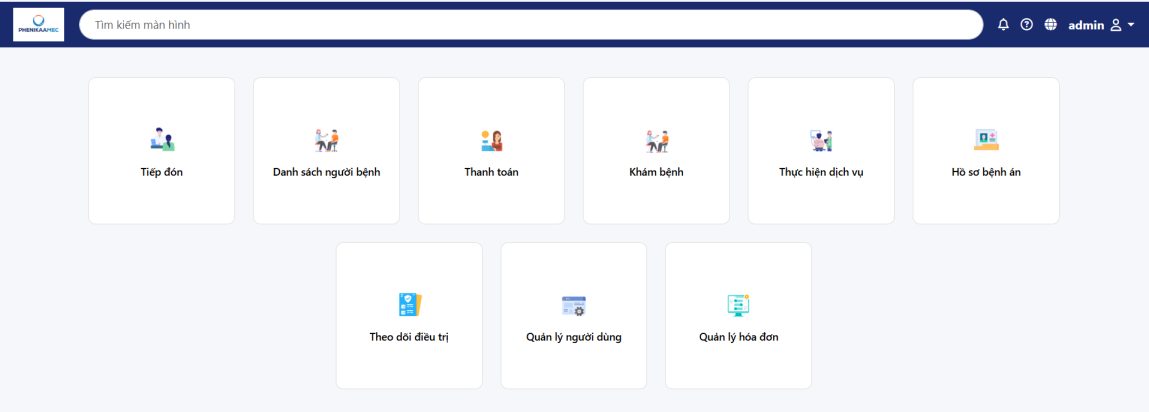 PHENIKAAMEC
Tìm kiếm màn hình
admin
Tiếp đón
Danh sách người bệnh
Thanh toán
Khám bệnh
Thực hiện dịch vụ
Hồ sơ bệnh án
Theo dõi điều trị
Quản lý người dùng
Quản lý hóa đơn